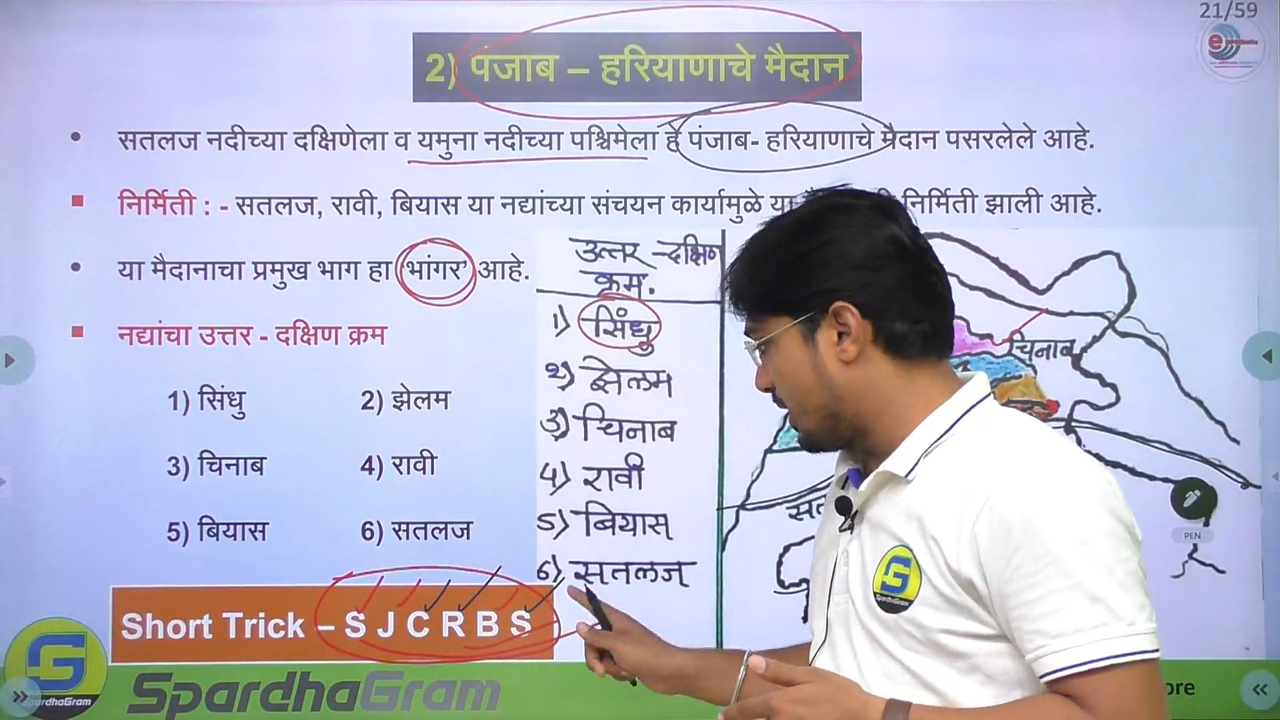 21/59
2) पंजाब – हरियाणाचे मैदान
सतलज नदीच्या दक्षिणेला व यमुना नदीच्या पश्चिमेला हे पंजाब- हरियाणाचे मैदान पसरलेले आहे.
निर्मिती : - सतलज, रावी, बियास या नद्यांच्या संचयन कार्यामुळे या निर्मिती झाली आहे.
या मैदानाचा प्रमुख भाग हा 'भांगर' आहे.
नद्यांचा उत्तर - दक्षिण क्रम
1) सिंधु 2) झेलम
3) चिनाब 4) रावी
5) बियास 6) सतलज
Short Trick – S J C R B S
उत्तर -दक्षिण
क्रम.
1) सिंधु
2) झेलम
3) चिनाब
4) रावी
5) बियास
6) सतलज
चिनाब
PEN
SpardhaGram
SpardhaGram
SpardhaGram